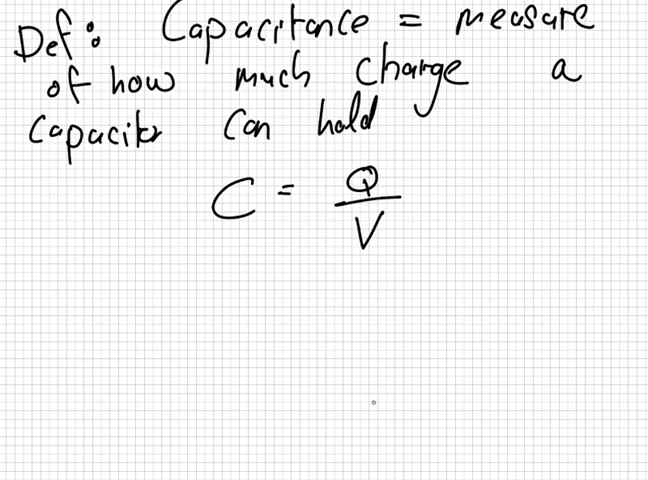 Def: Capacitance = measure
of how much charge a
capacitor can hold
C = Q/V